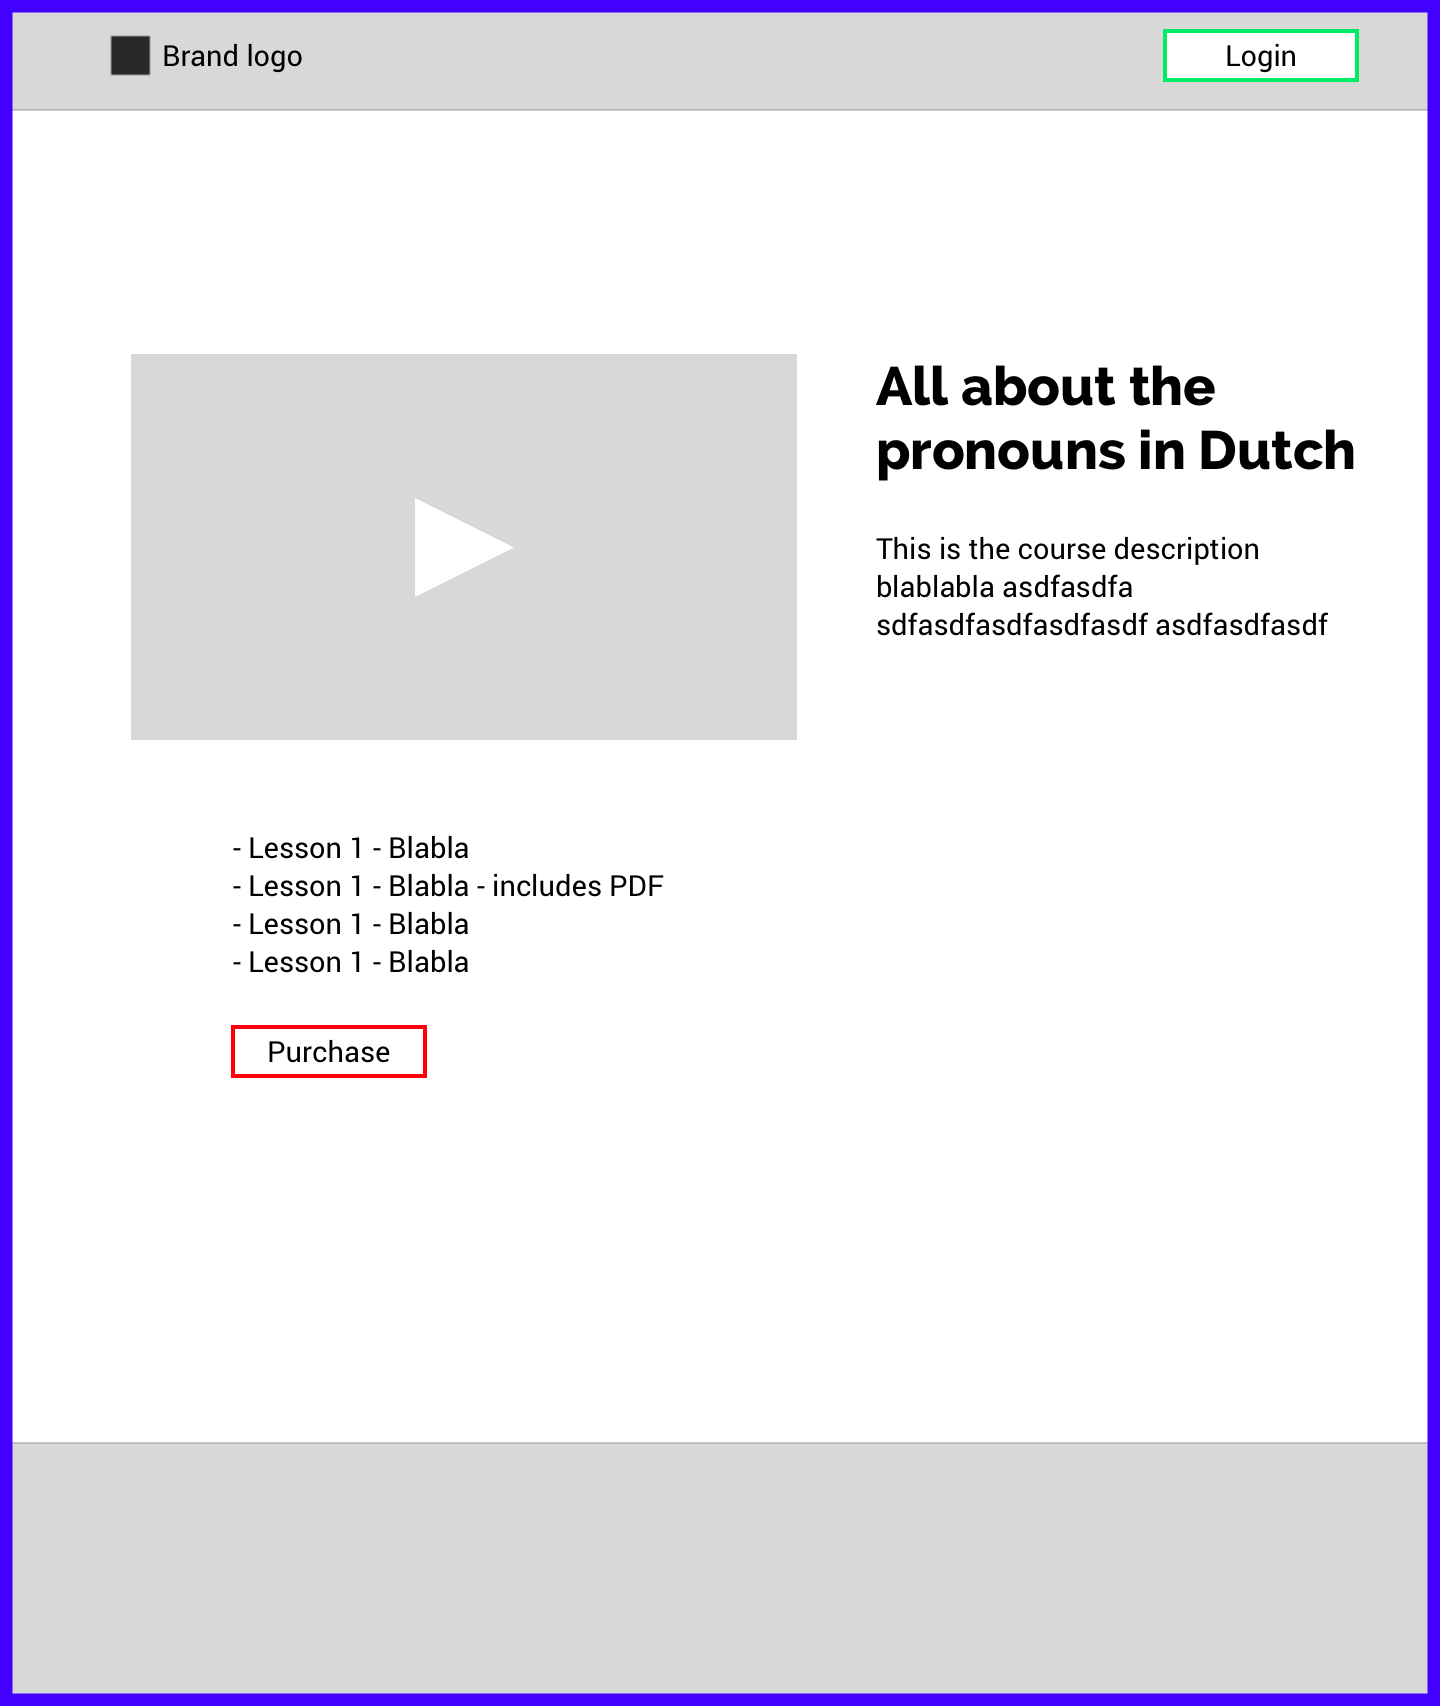 Brand logo
Login
All about the
pronouns in Dutch
This is the course description
blablabla asdfasdfa
sdfasdfasdfasdfasdf asdfasdfasdf
- Lesson 1 - Blabla
- Lesson 1 - Blabla - includes PDF
- Lesson 1 - Blabla
- Lesson 1 - Blabla
Purchase